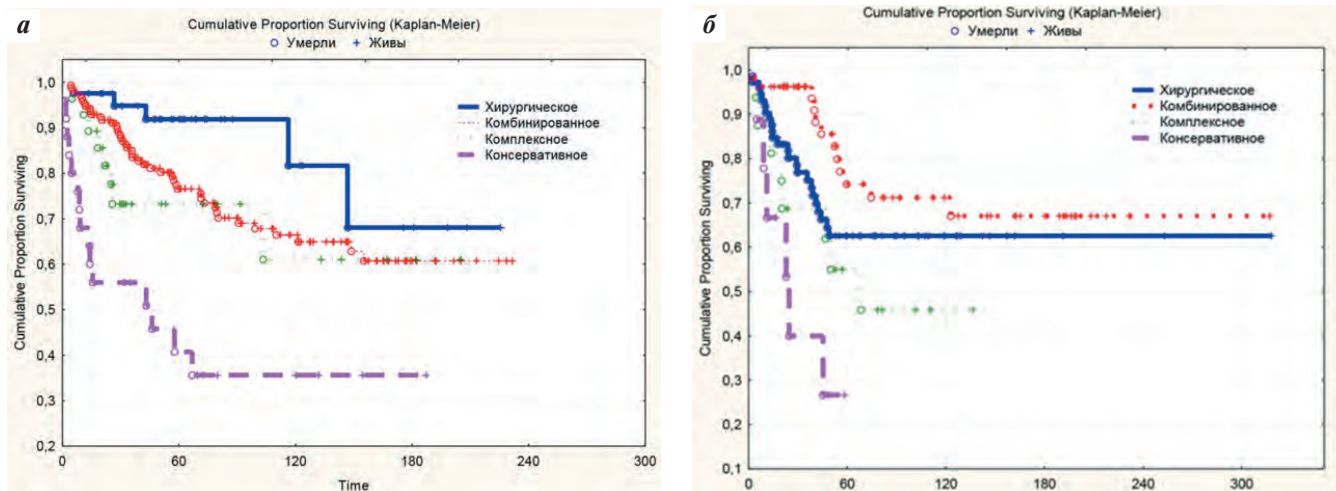 а
Cumulative Proportion Surviving (Kaplan-Meier)
Умерли Живы
Cumulative Proportion Surviving
1,0
0,9
0,8
0,7
0,6
0,5
0,4
0,3
0,2
Хирургическое
Комбинированное
Комплексное
Консервативное
0 60 120 180 240 300
Time
б
Cumulative Proportion Surviving (Kaplan-Meier)
Умерли Живы
Cumulative Proportion Surviving
1,0
0,9
0,8
0,7
0,6
0,5
0,4
0,3
0,2
0,1
Хирургическое
Комбинированное
Комплексное
Консервативное
0 60 120 180 240 300